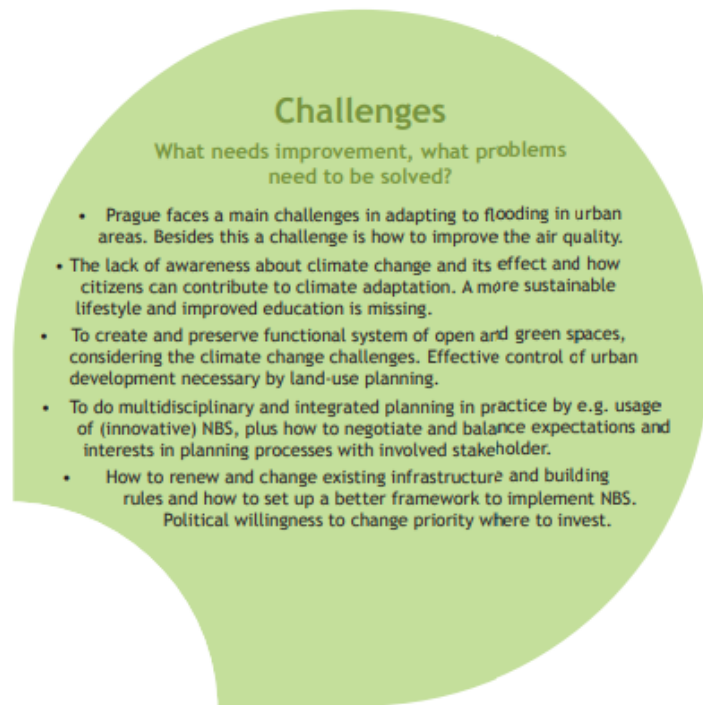 Challenges
What needs improvement, what problems
need to be solved?
• Prague faces a main challenges in adapting to flooding in urban
areas. Besides this a challenge is how to improve the air quality.
• The lack of awareness about climate change and its effect and how
citizens can contribute to climate adaptation. A more sustainable
lifestyle and improved education is missing.
• To create and preserve functional system of open and green spaces,
considering the climate change challenges. Effective control of urban
development necessary by land-use planning.
• To do multidisciplinary and integrated planning in practice by e.g. usage
of (innovative) NBS, plus how to negotiate and balance expectations and
interests in planning processes with involved stakeholder.
• How to renew and change existing infrastructure and building
rules and how to set up a better framework to implement NBS.
Political willingness to change priority where to invest.